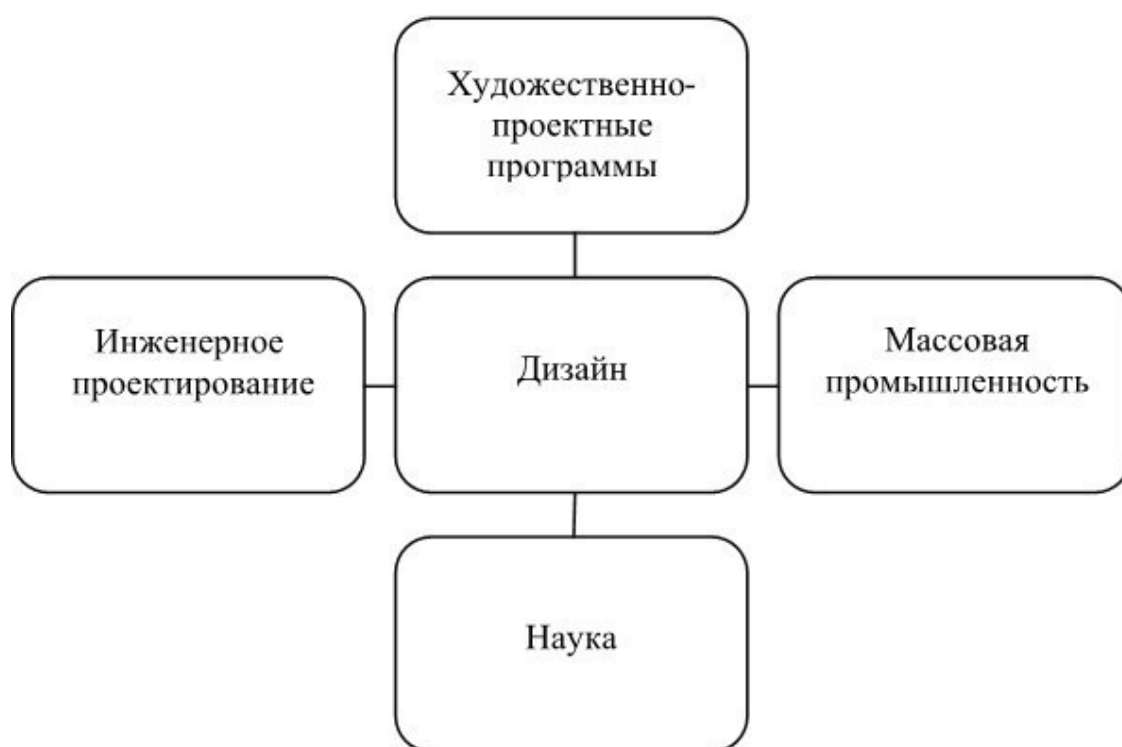 Художественно-
проектные
программы
Инженерное
проектирование
Дизайн
Массовая
промышленность
Наука